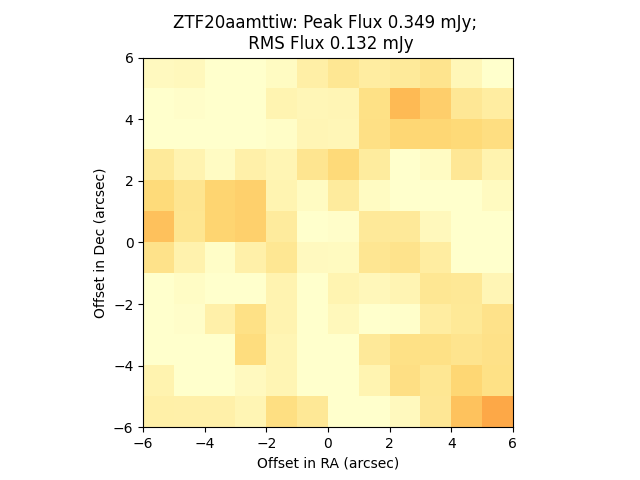 ZTF20aamttiw: Peak Flux 0.349 mJy;
RMS Flux 0.132 mJy
6
4
2
0
−2
−4
−6
Offset in Dec (arcsec)
−6 −4 −2 0 2 4 6
Offset in RA (arcsec)